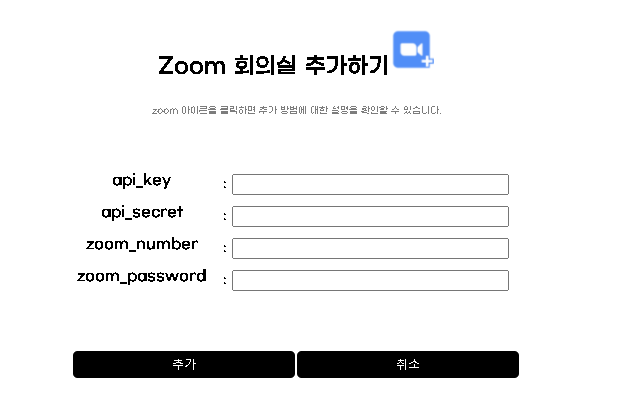 Zoom 회의실 추가하기
zoom 아이콘을 클릭하면 추가 방법에 대한 설명을 확인할 수 있습니다.
api_key :
api_secret :
zoom_number :
zoom_password :
추가 취소